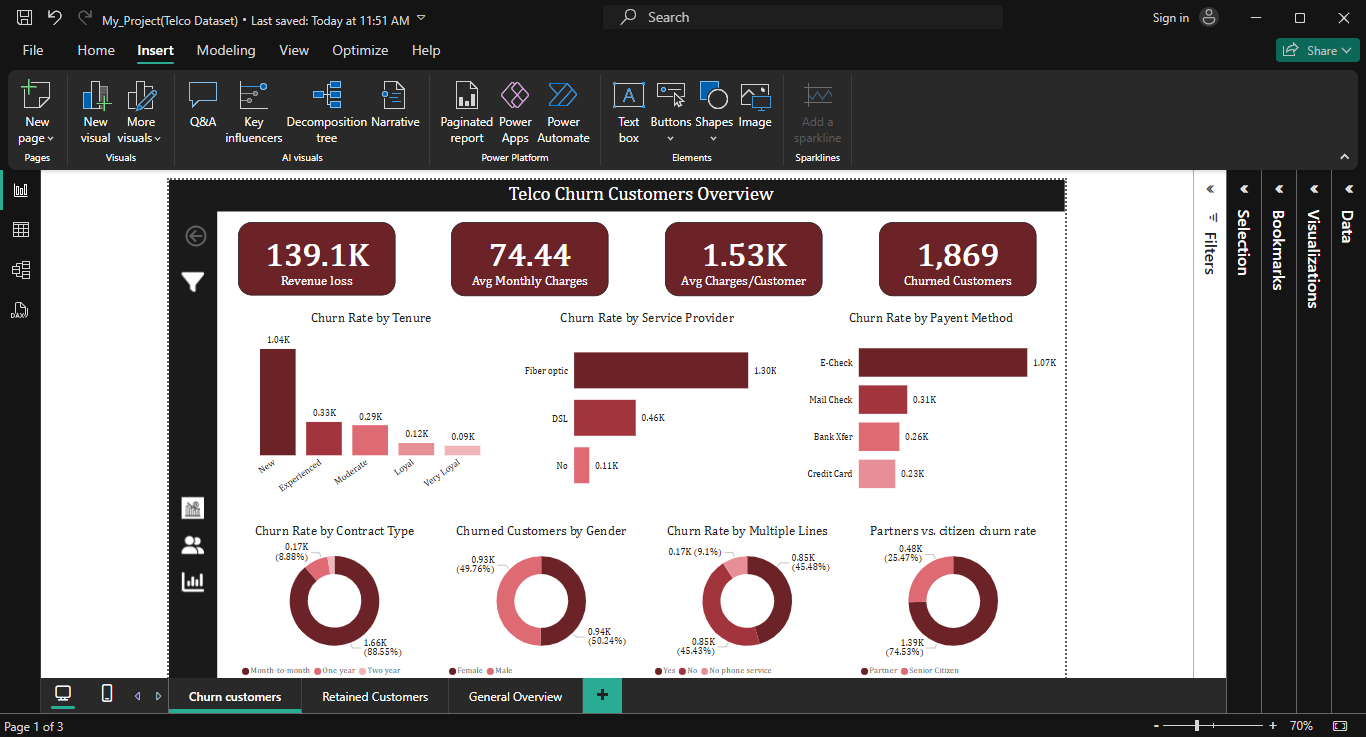 My_Project(Telco Dataset) • Last saved: Today at 11:51 AM
Search
Sign in
File Home Insert Modeling View Optimize Help
Share
New page
New visual
More visuals
Q&A
Key influencers
Decomposition tree
Narrative
Paginated report
Power Apps
Power Automate
Text box
Buttons
Shapes
Image
Add a sparkline
Pages
Visuals
AI visuals
Power Platform
Elements
Sparklines
DAX
Telco Churn Customers Overview
139.1K
Revenue loss
74.44
Avg Monthly Charges
1.53K
Avg Charges/Customer
1,869
Churned Customers
Churn Rate by Tenure
1.04K
0.33K
0.29K
0.12K
0.09K
New
Experienced
Moderate
Loyal
Very Loyal
Churn Rate by Service Provider
Fiber optic 1.30K
DSL 0.46K
No 0.11K
Churn Rate by Payent Method
E-Check 1.07K
Mail Check 0.31K
Bank Xfer 0.26K
Credit Card 0.23K
Churn Rate by Contract Type
0.17K
(8.88%)
1.66K
(88.55%)
Month-to-month One year Two year
Churned Customers by Gender
0.93K
(49.76%)
0.94K
(50.24%)
Female Male
Churn Rate by Multiple Lines
0.17K (9.1%)
0.85K
(45.48%)
0.85K
(45.43%)
Yes No No phone service
Partners vs. citizen churn rate
0.48K
(25.47%)
1.39K
(74.53%)
Partner Senior Citizen
Filters
Selection
Bookmarks
Visualizations
Data
Churn customers
Retained Customers
General Overview
+
Page 1 of 3
- + 70%